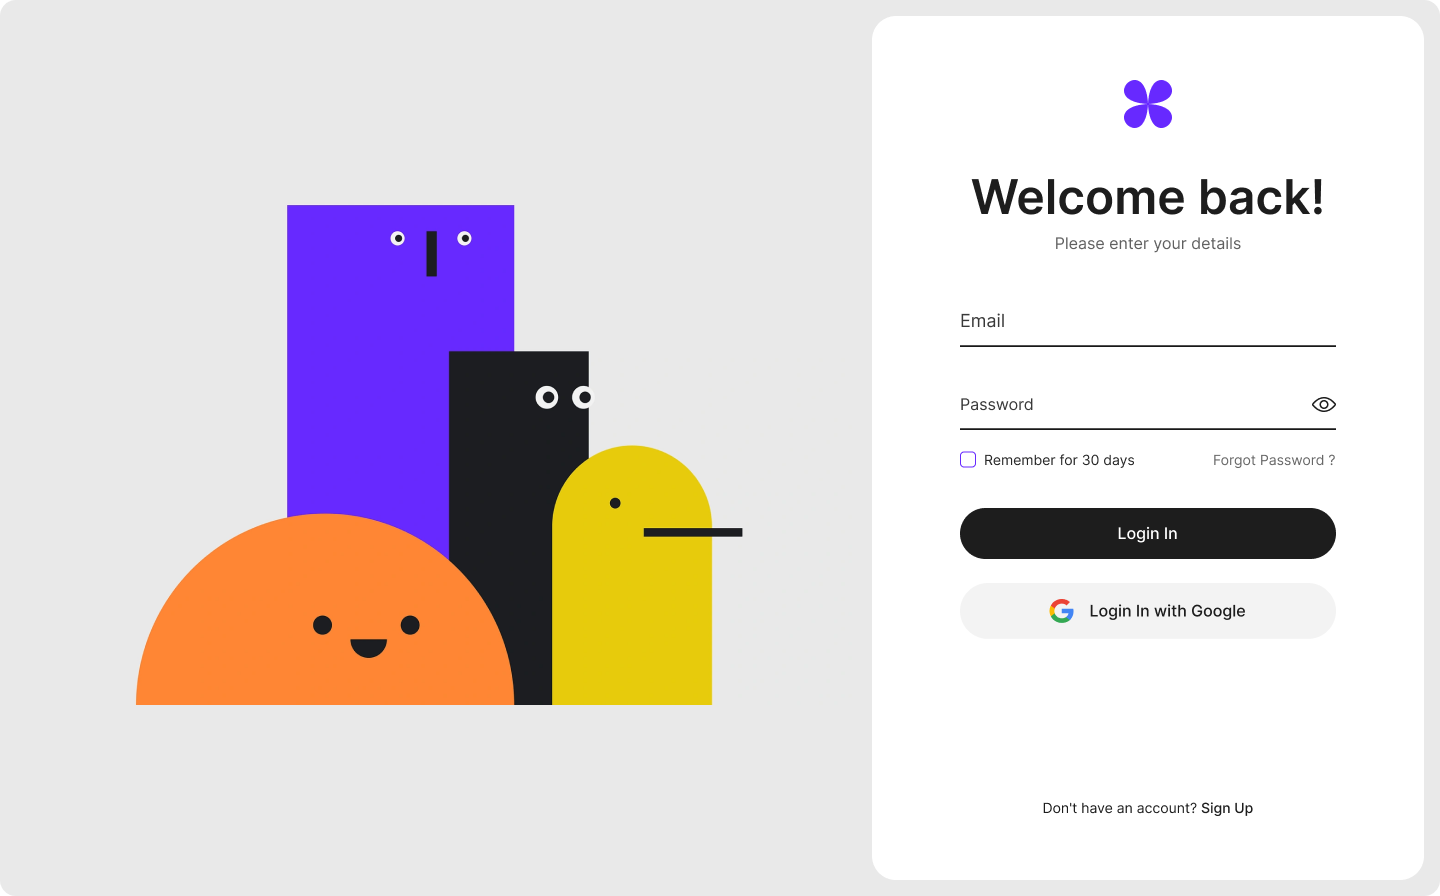 Welcome back!
Please enter your details
Email
Password
Remember for 30 days
Forgot Password ?
Login In
Login In with Google
Don't have an account? Sign Up